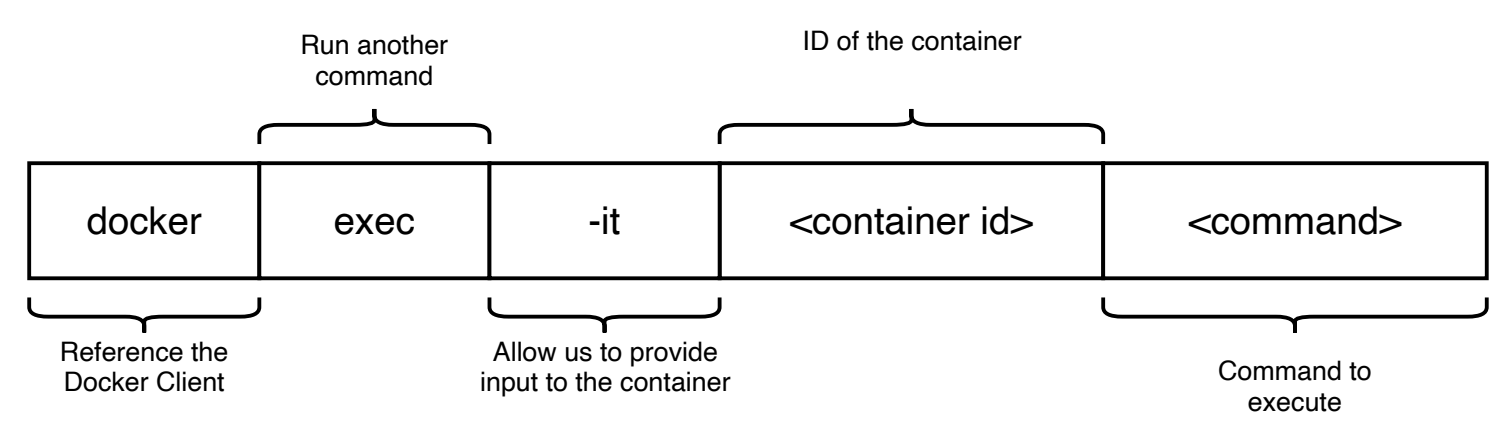 Run another
command
ID of the container
docker
exec
-it
<container id>
<command>
Reference the
Docker Client
Allow us to provide
input to the container
Command to
execute